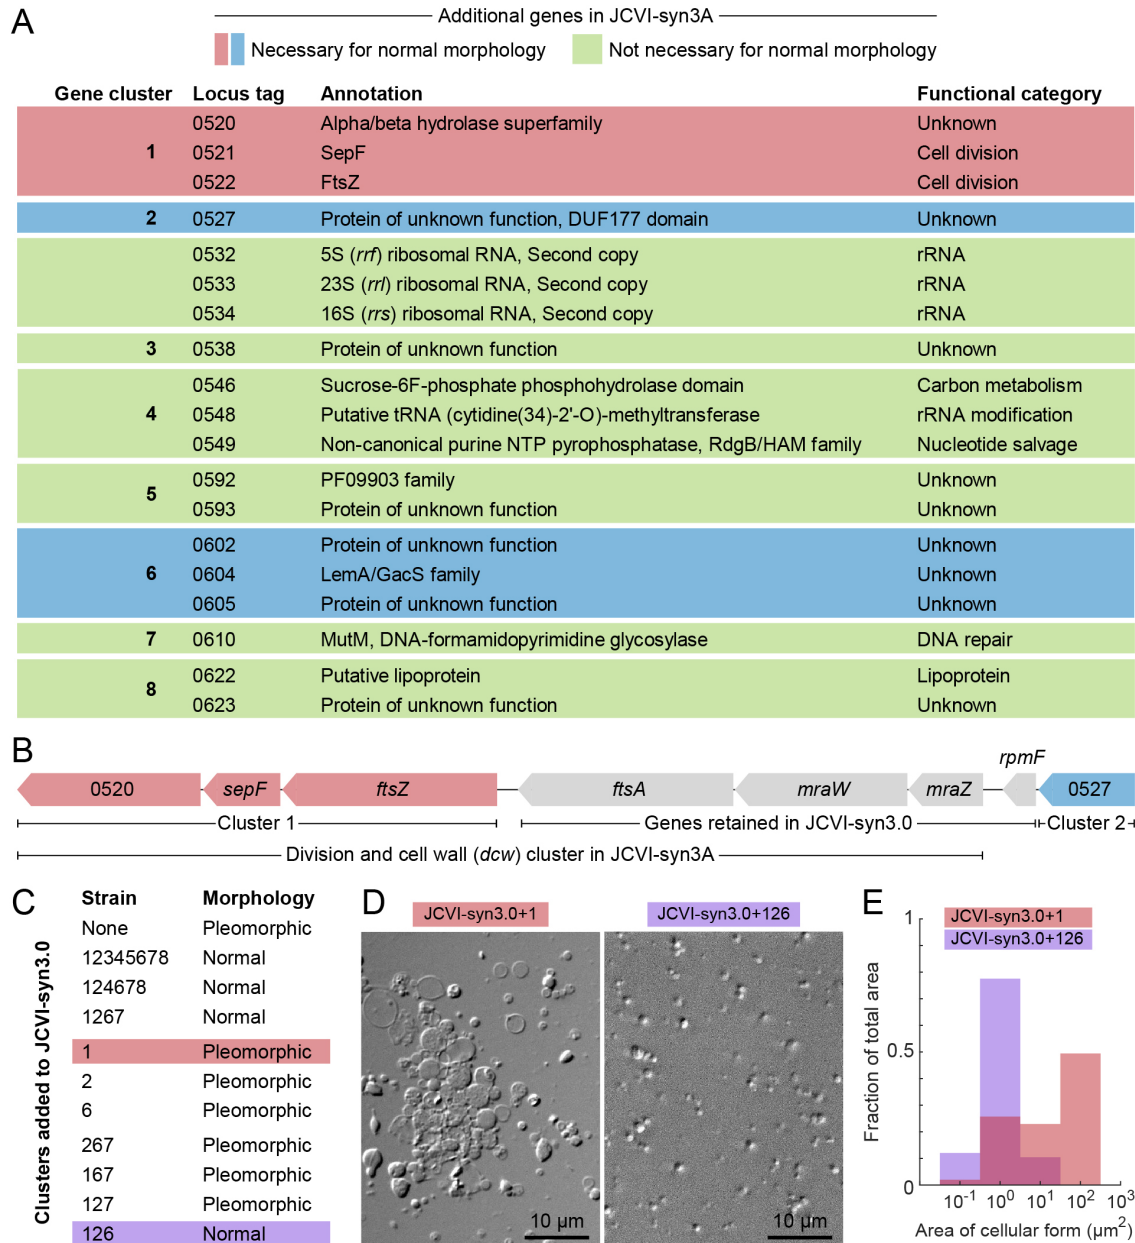 A
Additional genes in JCVI-syn3A
Necessary for normal morphology Not necessary for normal morphology
Gene cluster Locus tag Annotation Functional category
0520 Alpha/beta hydrolase superfamily Unknown
1 0521 SepF Cell division
0522 FtsZ Cell division
2 0527 Protein of unknown function, DUF177 domain Unknown
0532 5S (rrf) ribosomal RNA, Second copy rRNA
0533 23S (rrl) ribosomal RNA, Second copy rRNA
0534 16S (rrs) ribosomal RNA, Second copy rRNA
3 0538 Protein of unknown function Unknown
0546 Sucrose-6F-phosphate phosphohydrolase domain Carbon metabolism
4 0548 Putative tRNA (cytidine(34)-2'-O)-methyltransferase rRNA modification
0549 Non-canonical purine NTP pyrophosphatase, RdgB/HAM family Nucleotide salvage
5 0592 PF09903 family Unknown
0593 Protein of unknown function Unknown
0602 Protein of unknown function Unknown
6 0604 LemA/GacS family Unknown
0605 Protein of unknown function Unknown
7 0610 MutM, DNA-formamidopyrimidine glycosylase DNA repair
8 0622 Putative lipoprotein Lipoprotein
0623 Protein of unknown function Unknown
B
rpmF
0520 sepF ftsZ ftsA mraW mraZ 0527
Cluster 1 Genes retained in JCVI-syn3.0 Cluster 2
Division and cell wall (dcw) cluster in JCVI-syn3A
C
Clusters added to JCVI-syn3.0
Strain Morphology
None Pleomorphic
12345678 Normal
124678 Normal
1267 Normal
1 Pleomorphic
2 Pleomorphic
6 Pleomorphic
267 Pleomorphic
167 Pleomorphic
127 Pleomorphic
126 Normal
D
JCVI-syn3.0+1 JCVI-syn3.0+126
10 µm 10 µm
E
JCVI-syn3.0+1
JCVI-syn3.0+126
Fraction of total area
1
0.5
0
10⁻¹ 10⁰ 10¹ 10² 10³
Area of cellular form (µm²)